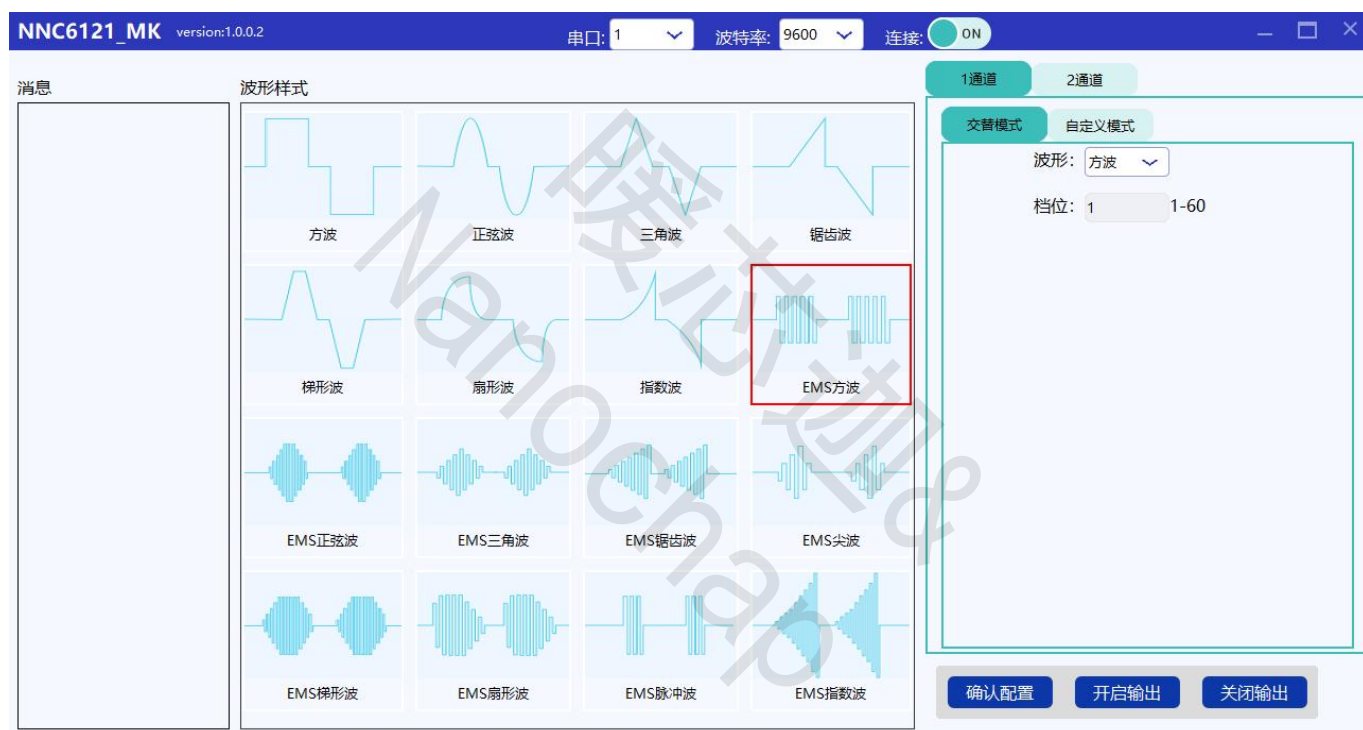 NNC6121_MK version:1.0.0.2 串口: 1 波特率: 9600 连接: ON
消息
波形样式
方波 正弦波 三角波 锯齿波
梯形波 扇形波 指数波 EMS方波
EMS正弦波 EMS三角波 EMS锯齿波 EMS尖波
EMS梯形波 EMS扇形波 EMS脉冲波 EMS指数波
1通道 2通道
交替模式 自定义模式
波形: 方波
档位: 1 1-60
确认配置 开启输出 关闭输出
暖芯迦&
Nanochap